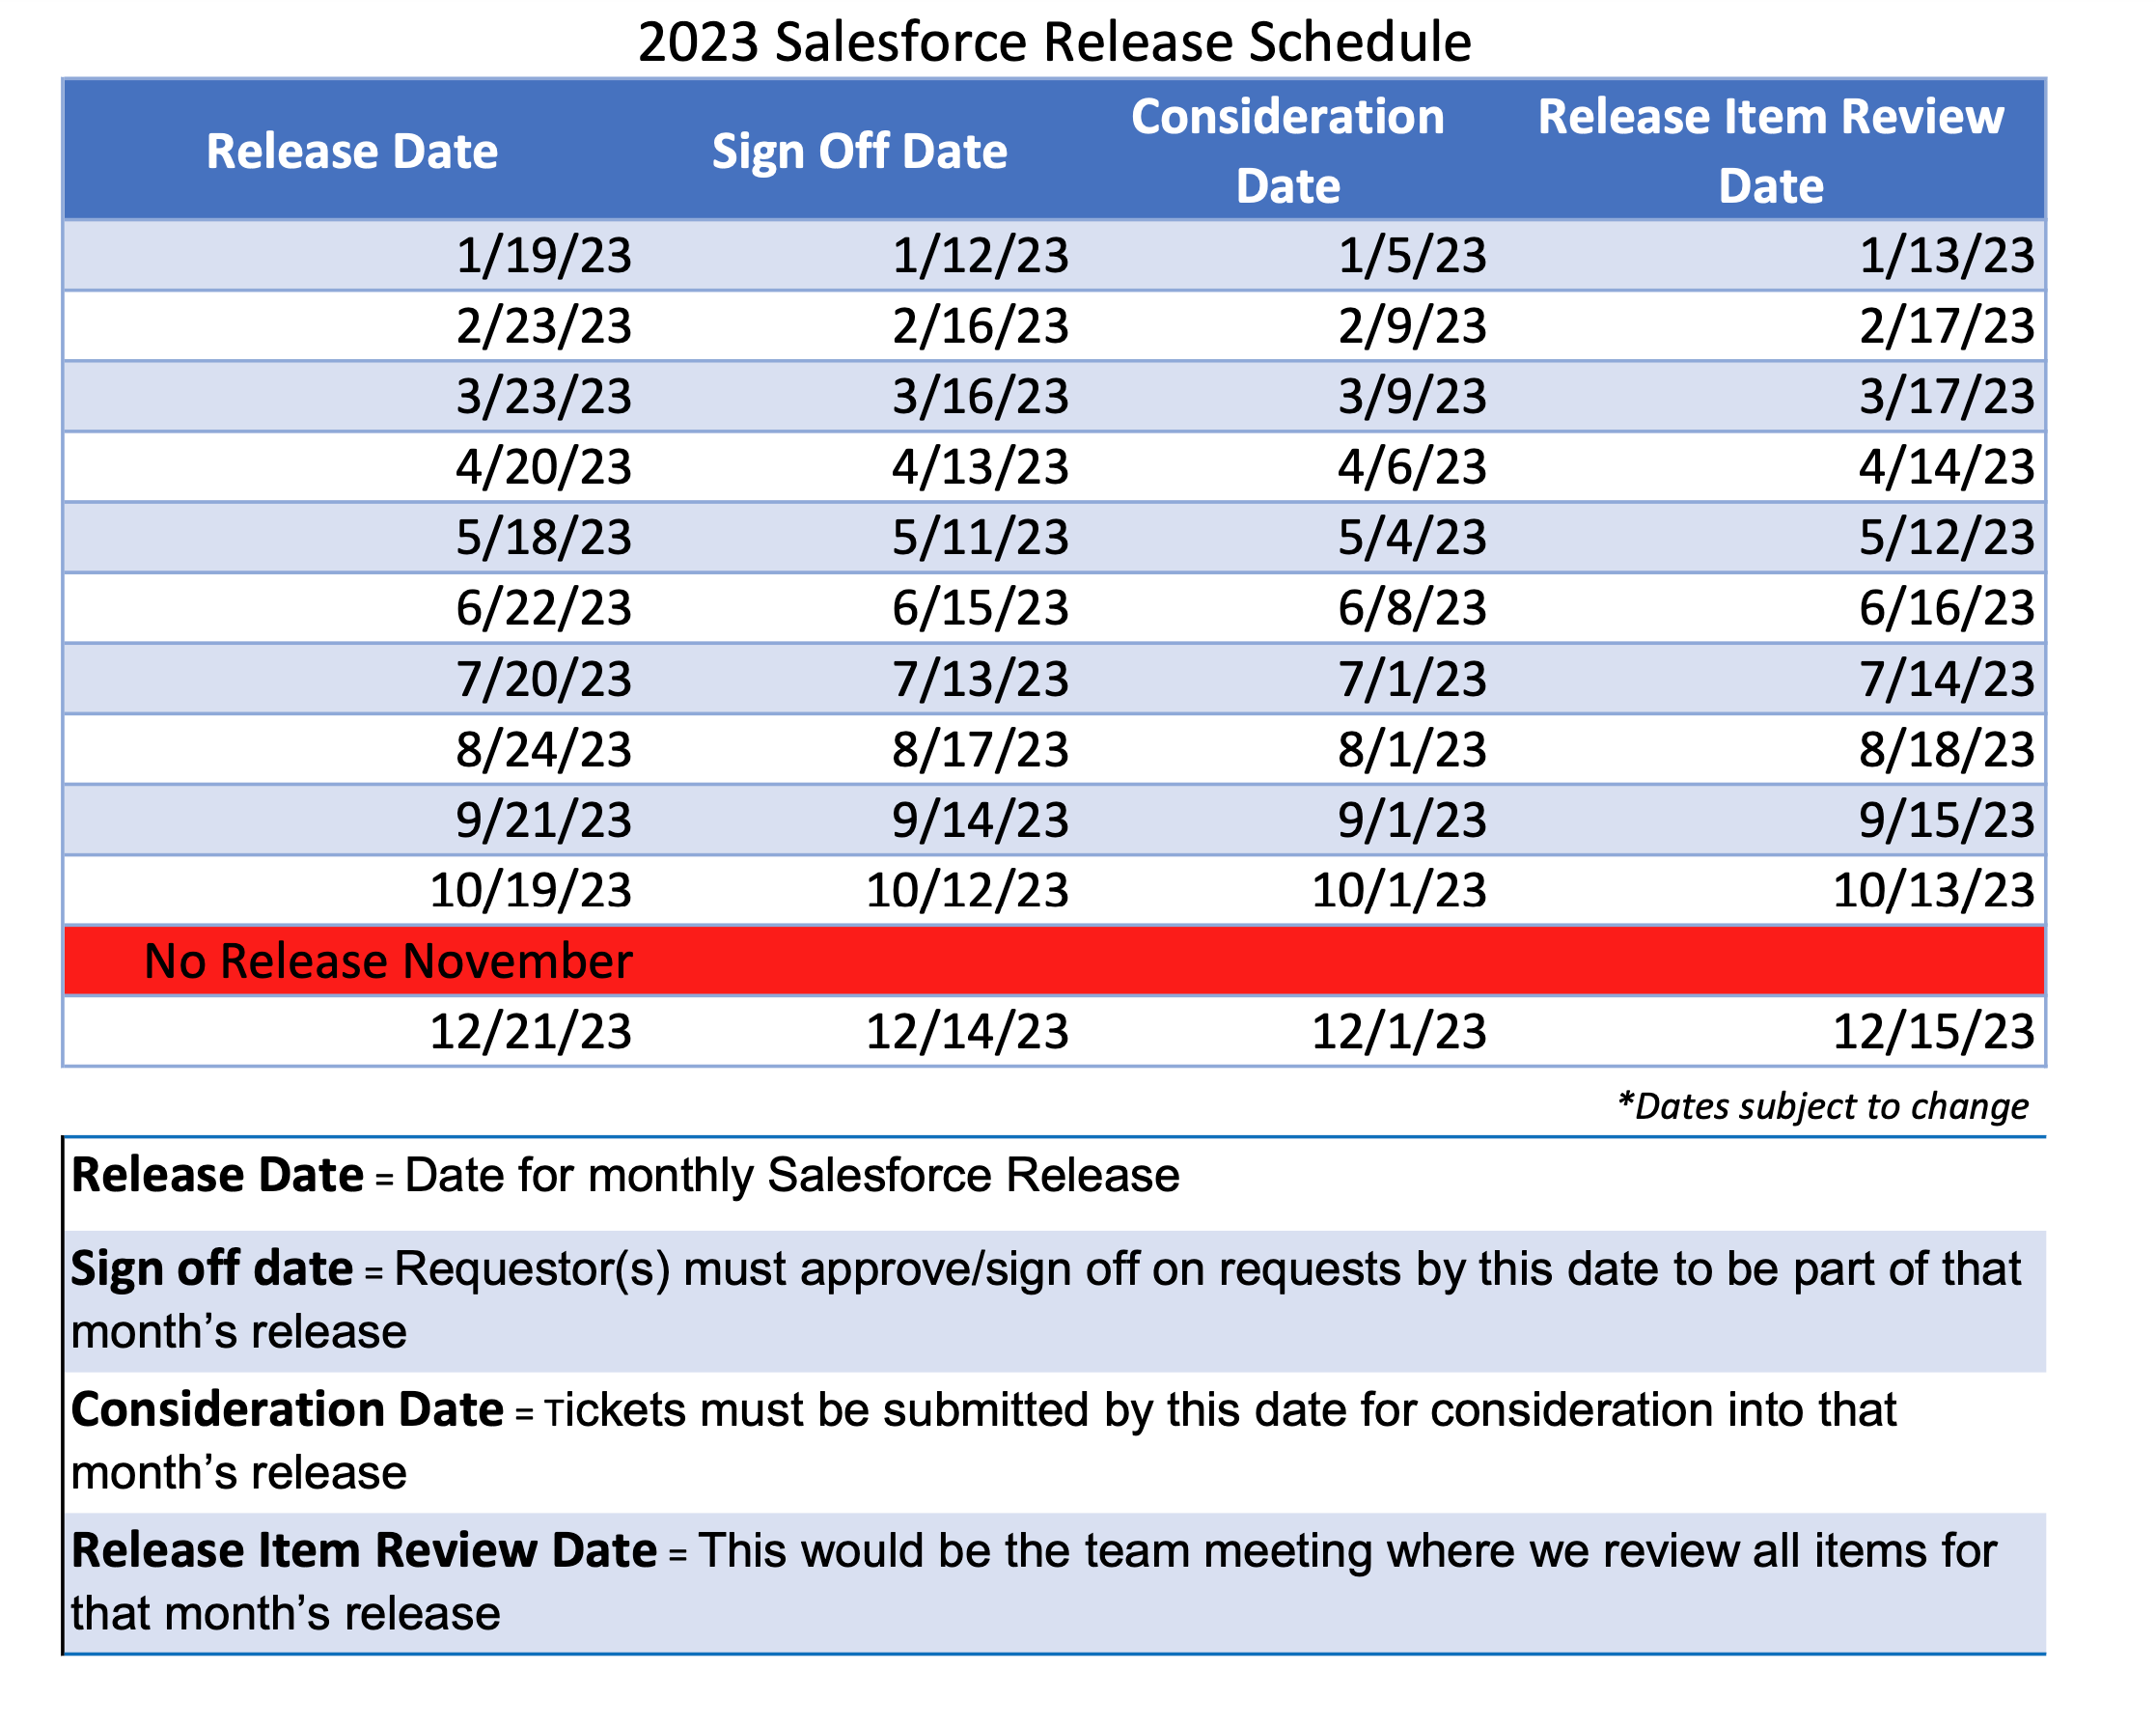 2023 Salesforce Release Schedule
Release Date Sign Off Date Consideration Date Release Item Review Date
1/19/23 1/12/23 1/5/23 1/13/23
2/23/23 2/16/23 2/9/23 2/17/23
3/23/23 3/16/23 3/9/23 3/17/23
4/20/23 4/13/23 4/6/23 4/14/23
5/18/23 5/11/23 5/4/23 5/12/23
6/22/23 6/15/23 6/8/23 6/16/23
7/20/23 7/13/23 7/1/23 7/14/23
8/24/23 8/17/23 8/1/23 8/18/23
9/21/23 9/14/23 9/1/23 9/15/23
10/19/23 10/12/23 10/1/23 10/13/23
No Release November
12/21/23 12/14/23 12/1/23 12/15/23
*Dates subject to change
Release Date = Date for monthly Salesforce Release
Sign off date = Requestor(s) must approve/sign off on requests by this date to be part of that
month’s release
Consideration Date = Tickets must be submitted by this date for consideration into that
month’s release
Release Item Review Date = This would be the team meeting where we review all items for
that month’s release